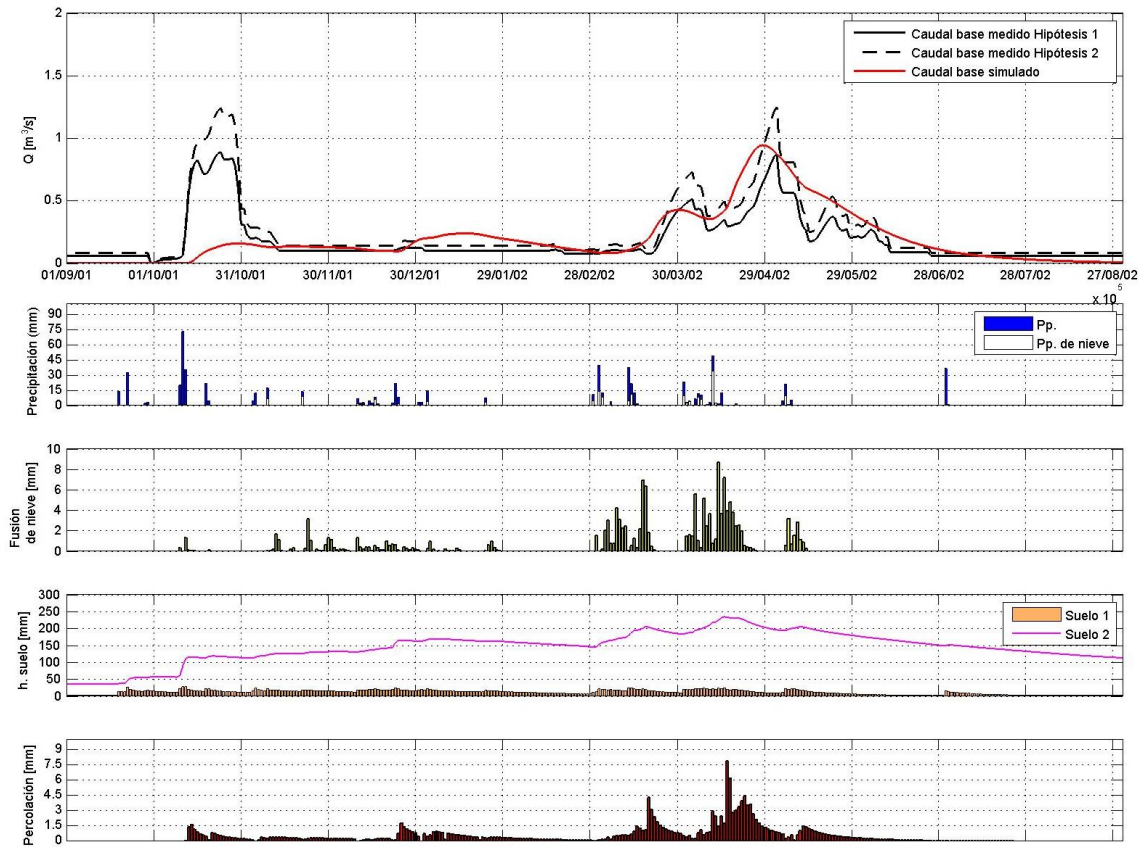 2
1.5
1
0.5
0
Q [m³/s]
Caudal base medido Hipótesis 1
Caudal base medido Hipótesis 2
Caudal base simulado
01/09/01 01/10/01 31/10/01 30/11/01 30/12/01 29/01/02 28/02/02 30/03/02 29/04/02 29/05/02 28/06/02 28/07/02 27/08/02
x 10 5
90
75
60
45
30
15
0
Precipitación (mm)
Pp.
Pp. de nieve
10
8
6
4
2
0
Fusión
de nieve [mm]
300
250
200
150
100
50
0
h. suelo [mm]
Suelo 1
Suelo 2
9
7.5
6
4.5
3
1.5
0
Percolación [mm]